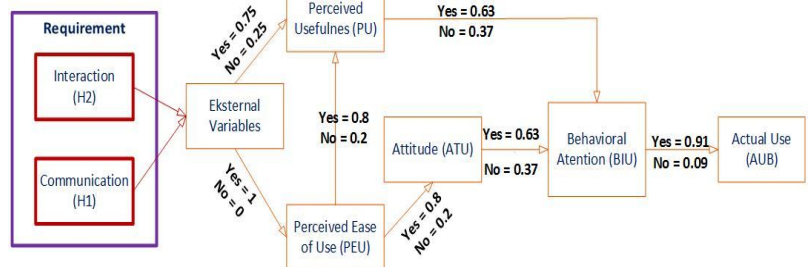 Requirement
Interaction
(H2)
Communication
(H1)
Eksternal
Variables
Yes = 0.75
No = 0.25
Yes = 1
No = 0
Perceived
Usefulnes (PU)
Yes = 0.8
No = 0.2
Perceived Ease
of Use (PEU)
Yes = 0.8
No = 0.2
Attitude (ATU)
Yes = 0.63
No = 0.37
Yes = 0.63
No = 0.37
Behavioral
Atention (BIU)
Yes = 0.91
No = 0.09
Actual Use
(AUB)